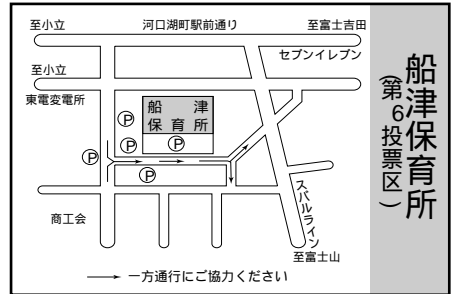 船津保育所
(第6投票区)
至小立
河口湖町駅前通り
至富士吉田
セブンイレブン
至小立
東電変電所
船津
保育所
P
P
P
P
P
商工会
スバルライン
至富士山
一方通行にご協力ください